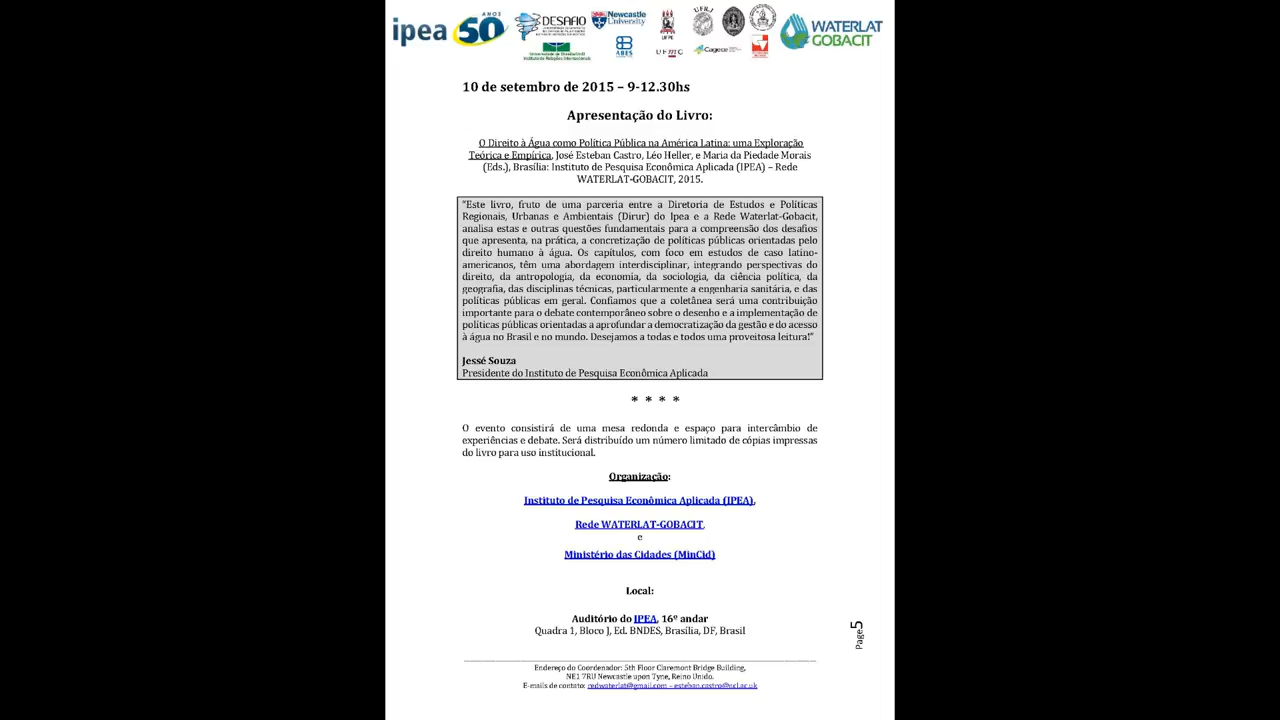 ipea 50 ANOS
DESAFIO
Newcastle University
UFPE
UFRJ
WATERLAT
GOBACIT
Universidade de Brasília-UnB
Instituto de Relações Internacionais
ABES
UFMG
Cagece
10 de setembro de 2015 – 9-12.30hs
Apresentação do Livro:
O Direito à Água como Política Pública na América Latina: uma Exploração
Teórica e Empírica, José Esteban Castro, Léo Heller, e Maria da Piedade Morais
(Eds.), Brasília: Instituto de Pesquisa Econômica Aplicada (IPEA) – Rede
WATERLAT-GOBACIT, 2015.
“Este livro, fruto de uma parceria entre a Diretoria de Estudos e Políticas
Regionais, Urbanas e Ambientais (Dirur) do Ipea e a Rede Waterlat-Gobacit,
analisa estas e outras questões fundamentais para a compreensão dos desafios
que apresenta, na prática, a concretização de políticas públicas orientadas pelo
direito humano à água. Os capítulos, com foco em estudos de caso latino-
americanos, têm uma abordagem interdisciplinar, integrando perspectivas do
direito, da antropologia, da economia, da sociologia, da ciência política, da
geografia, das disciplinas técnicas, particularmente a engenharia sanitária, e das
políticas públicas em geral. Confiamos que a coletânea será uma contribuição
importante para o debate contemporâneo sobre o desenho e a implementação de
políticas públicas orientadas a aprofundar a democratização da gestão e do acesso
à água no Brasil e no mundo. Desejamos a todas e todos uma proveitosa leitura!”
Jessé Souza
Presidente do Instituto de Pesquisa Econômica Aplicada
* * * *
O evento consistirá de uma mesa redonda e espaço para intercâmbio de
experiências e debate. Será distribuído um número limitado de cópias impressas
do livro para uso institucional.
Organização:
Instituto de Pesquisa Econômica Aplicada (IPEA),
Rede WATERLAT-GOBACIT,
e
Ministério das Cidades (MinCid)
Local:
Auditório do IPEA, 16º andar
Quadra 1, Bloco J, Ed. BNDES, Brasília, DF, Brasil
Page5
Endereço do Coordenador: 5th Floor Claremont Bridge Building,
NE1 7RU Newcastle upon Tyne, Reino Unido.
E-mails de contato: redwaterlat@gmail.com – esteban.castro@ncl.ac.uk